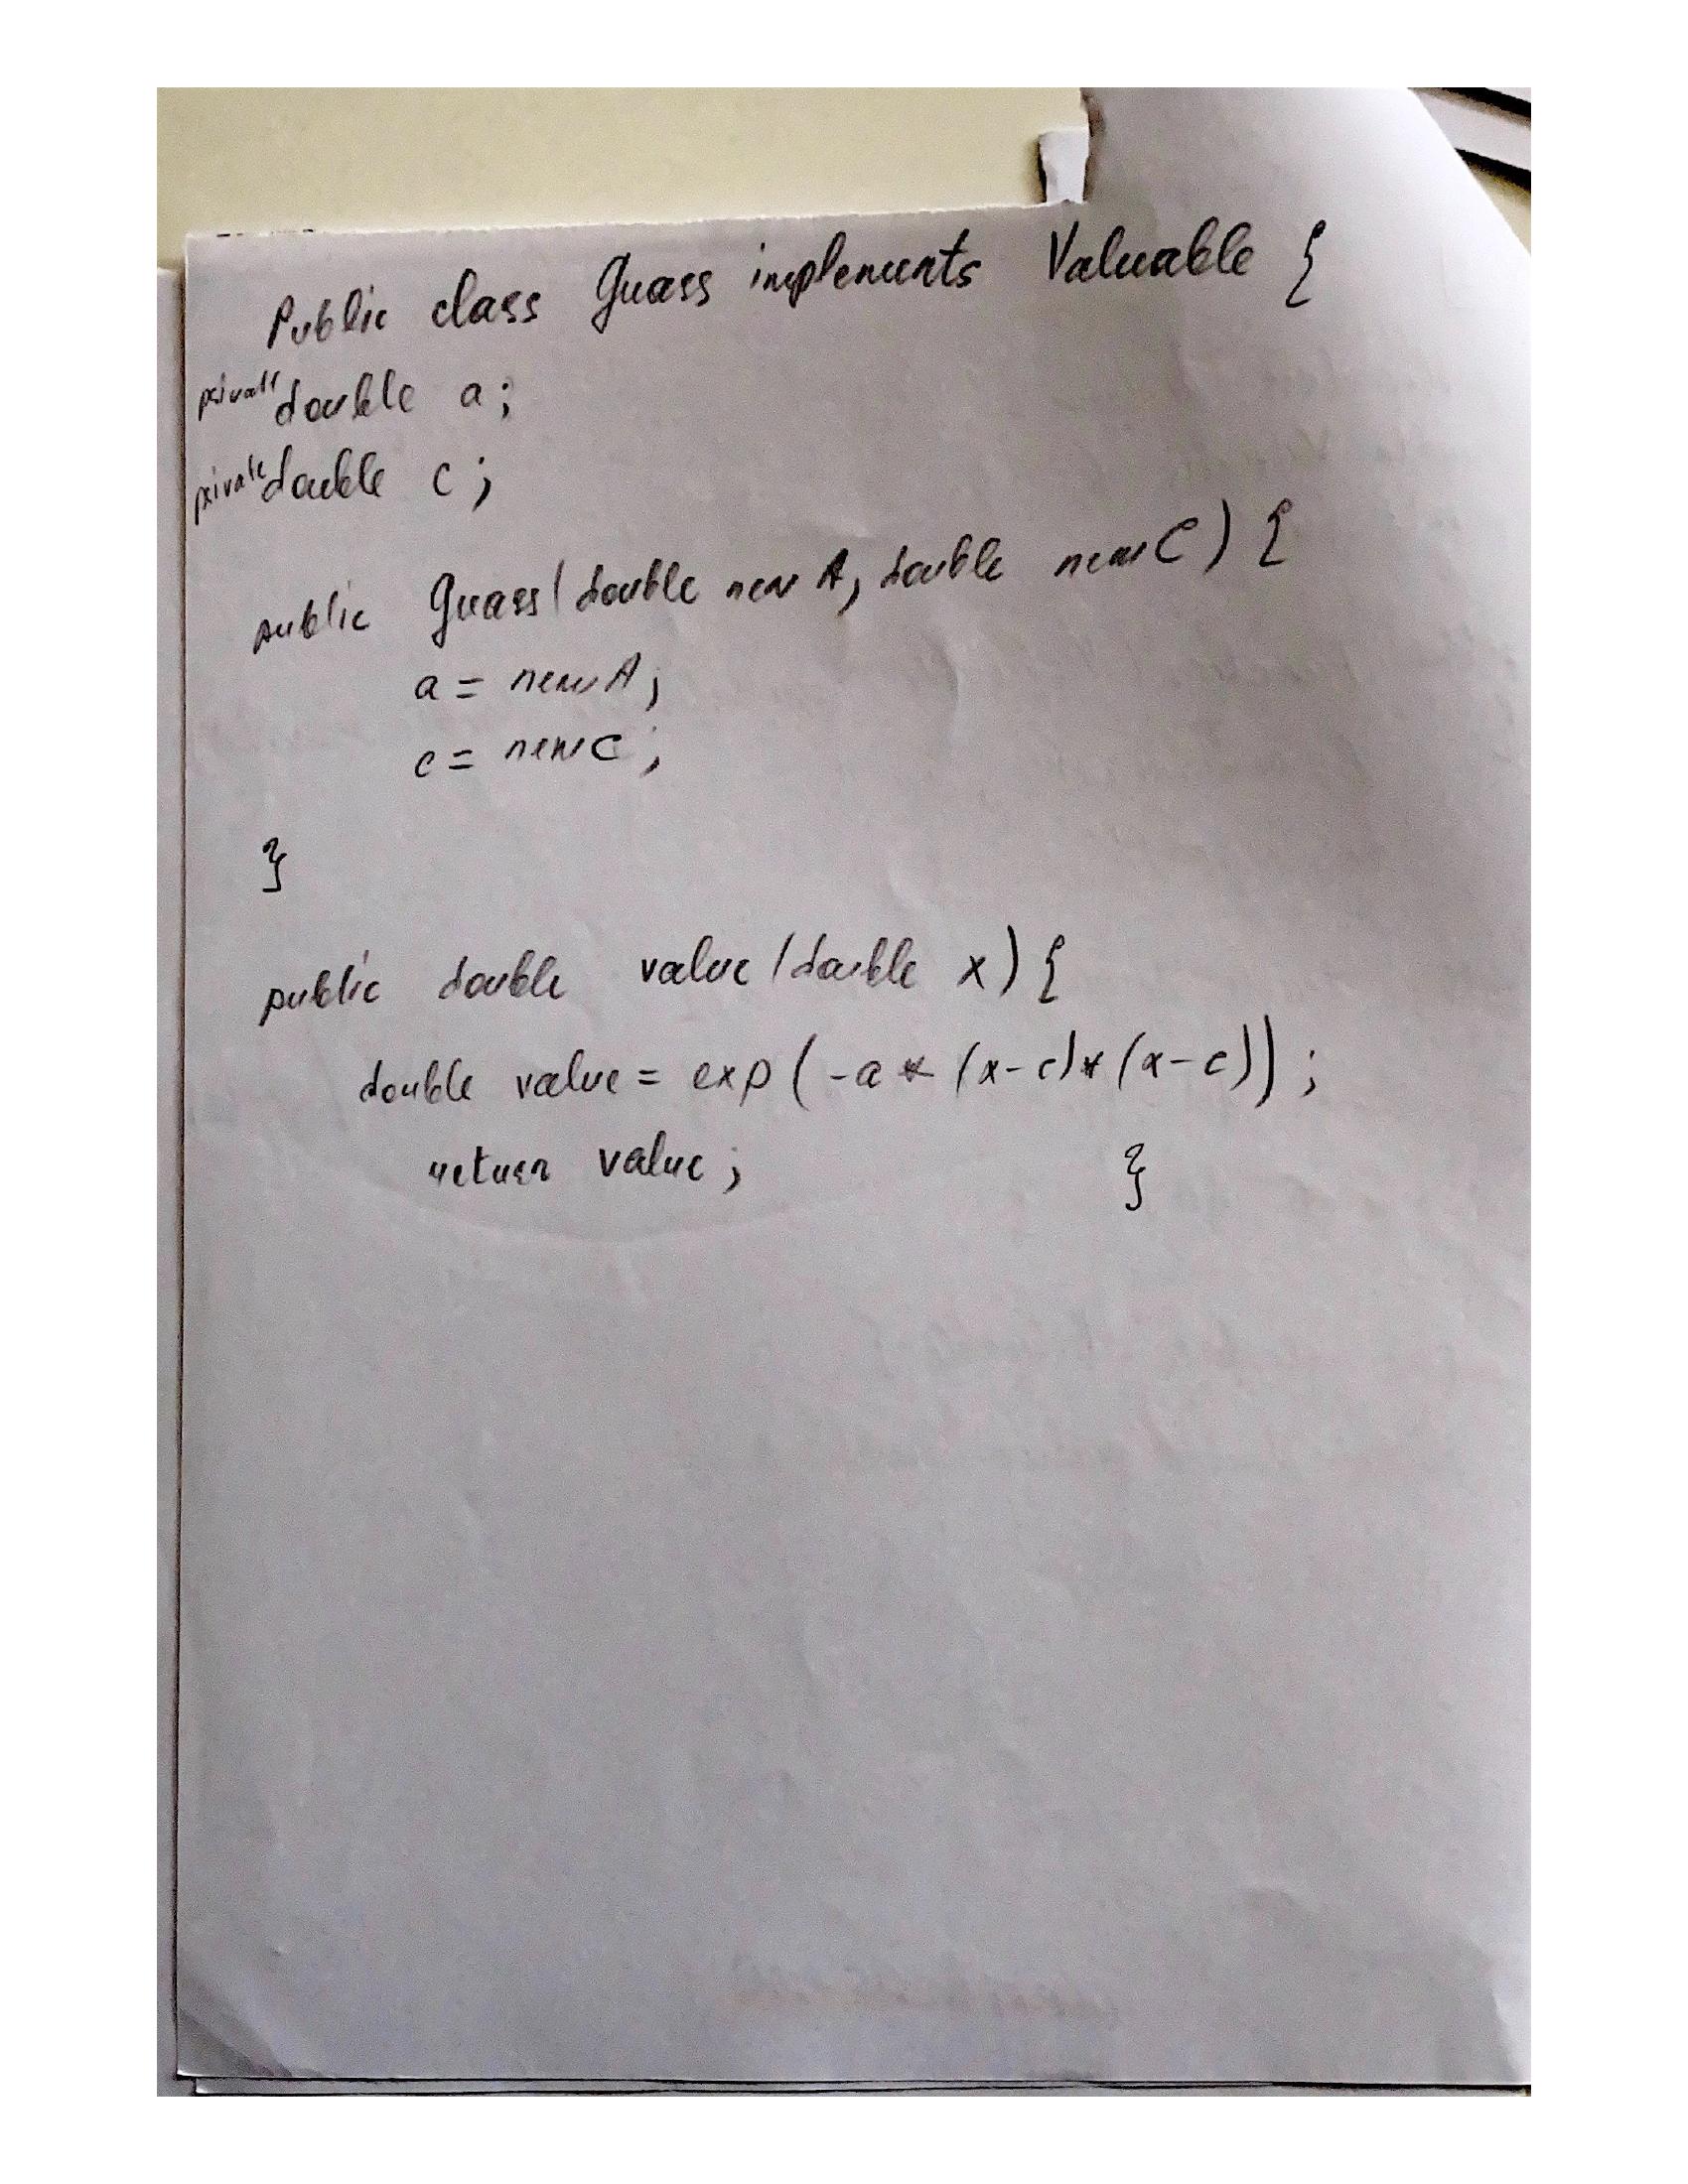 Public class Guass implements Valuable {
private double a;
private double c;
public Guass(double newA, double newC) {
a = newA;
c = newC;
}
public double value(double x) {
double value = exp(-a * (x-c)*(x-c));
return value; }